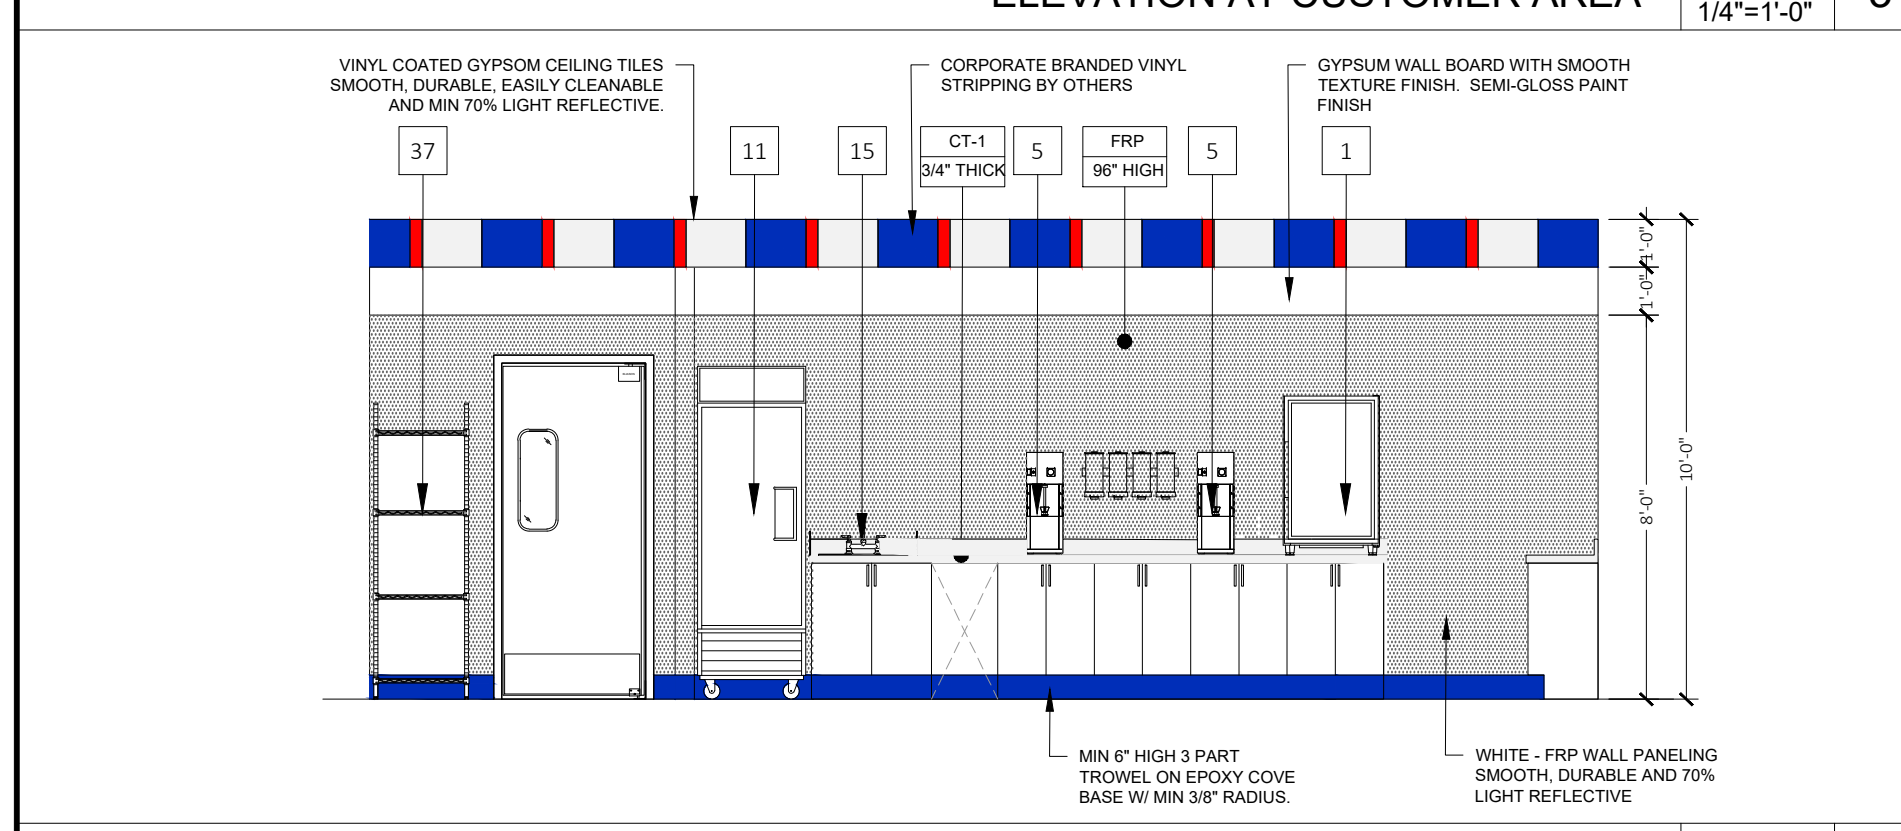 ELEVATION AT CUSTOMER AREA
1/4"=1'-0"
VINYL COATED GYPSOM CEILING TILES
SMOOTH, DURABLE, EASILY CLEANABLE
AND MIN 70% LIGHT REFLECTIVE.
CORPORATE BRANDED VINYL
STRIPPING BY OTHERS
GYPSUM WALL BOARD WITH SMOOTH
TEXTURE FINISH. SEMI-GLOSS PAINT
FINISH
37
11
15
CT-1
3/4" THICK
5
FRP
96" HIGH
5
1
1'-0"
1'-0"
8'-0"
10'-0"
MIN 6" HIGH 3 PART
TROWEL ON EPOXY COVE
BASE W/ MIN 3/8" RADIUS.
WHITE - FRP WALL PANELING
SMOOTH, DURABLE AND 70%
LIGHT REFLECTIVE